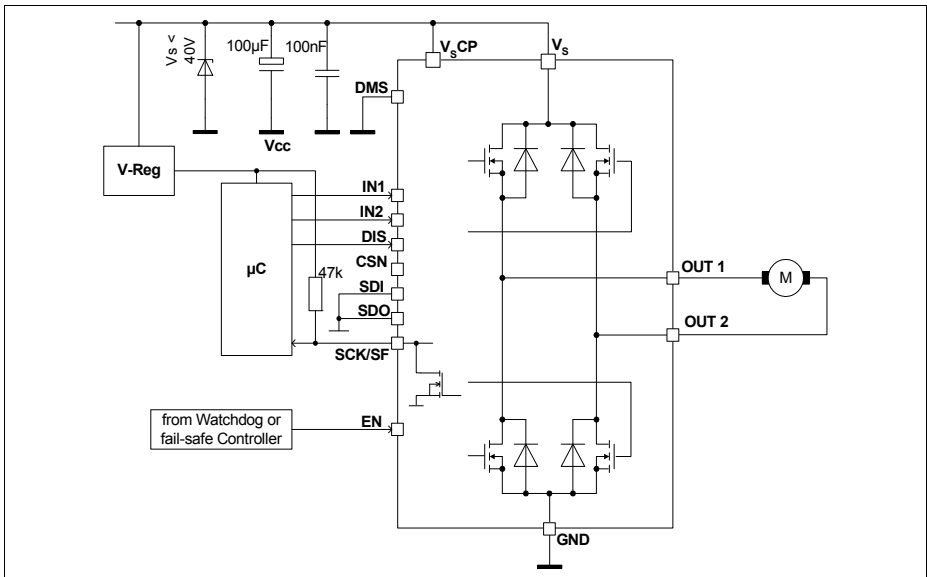 Vs <
40V
100µF
100nF
VSCP
VS
DMS
Vcc
V-Reg
IN1
IN2
DIS
µC
CSN
47k
OUT 1
M
SDI
SDO
OUT 2
SCK/SF
from Watchdog or
fail-safe Controller
EN
GND